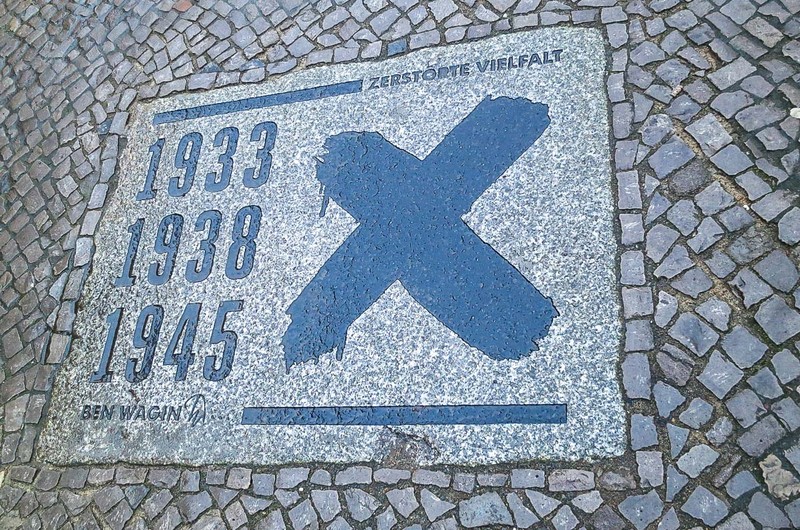 ZERSTÖRTE VIELFALT
1933
1938
1945
BEN WAGIN